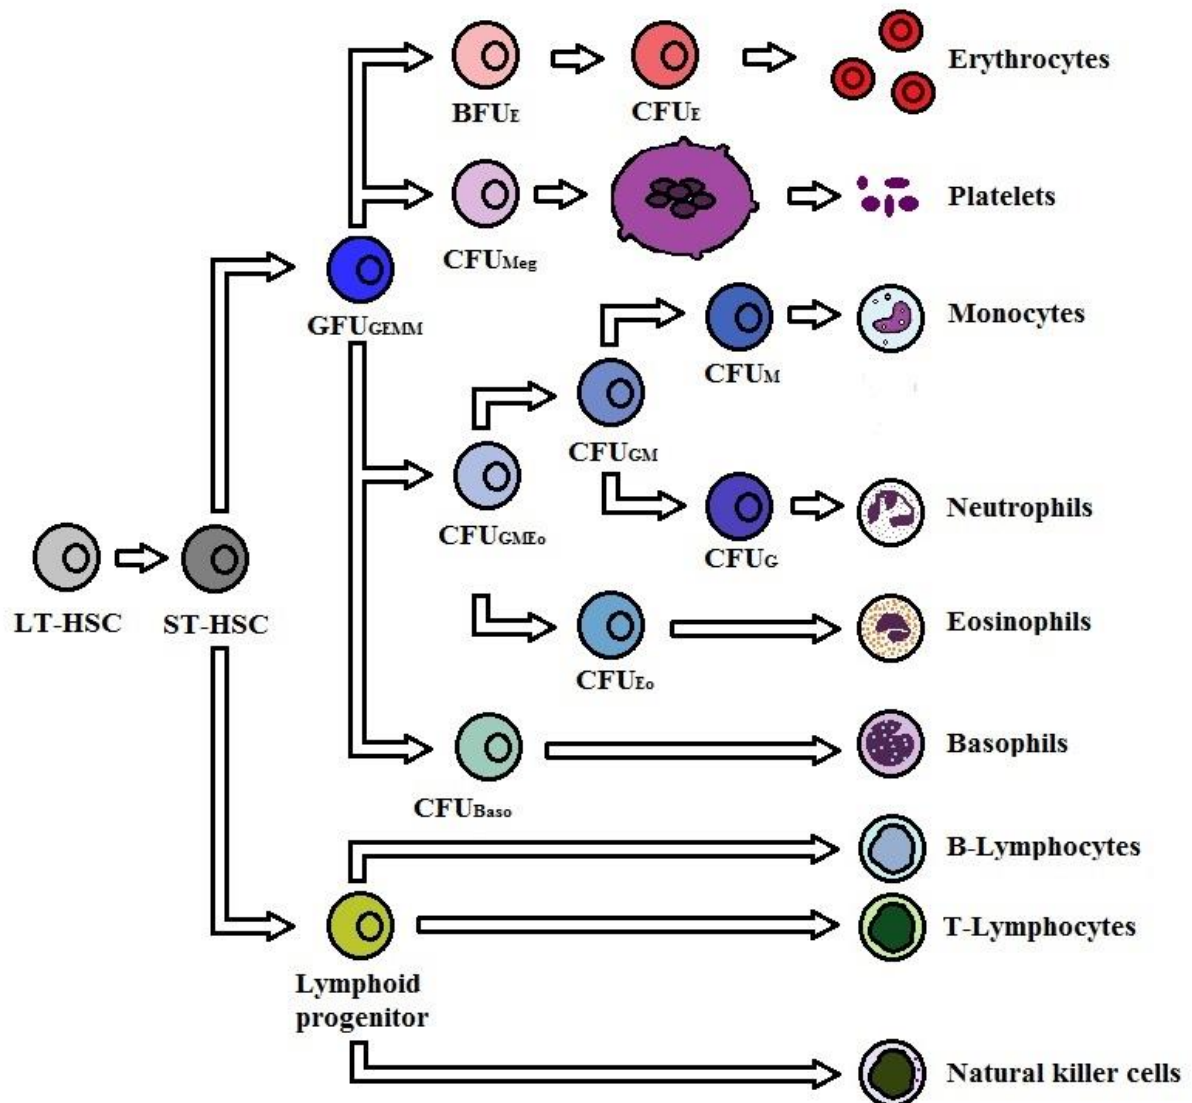 Erythrocytes
BFUE
CFUE
Platelets
CFUMeg
Monocytes
GFUGEMM
CFUM
CFUGM
Neutrophils
CFUGMEo
CFUG
LT-HSC
ST-HSC
Eosinophils
CFUEo
Basophils
CFUBaso
B-Lymphocytes
T-Lymphocytes
Lymphoid
progenitor
Natural killer cells